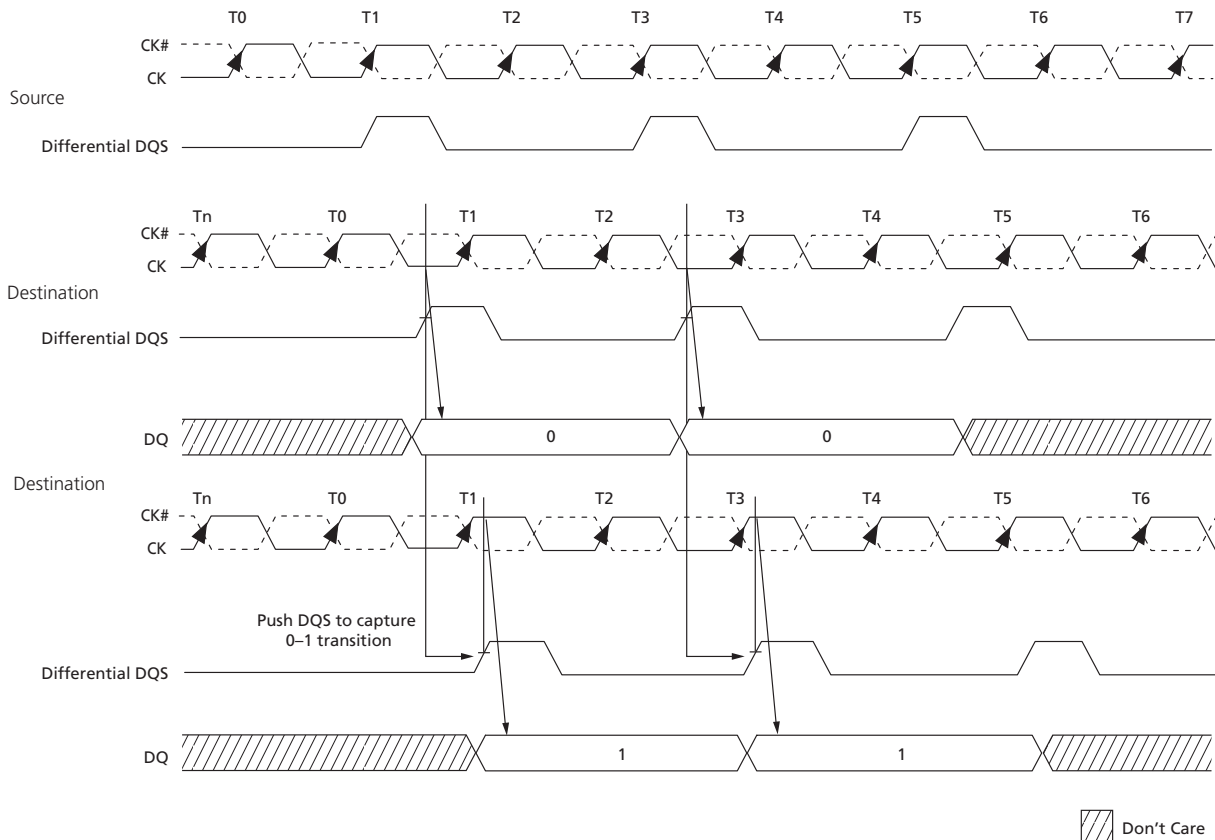 T0 T1 T2 T3 T4 T5 T6 T7
CK#
CK
Source
Differential DQS
Tn T0 T1 T2 T3 T4 T5 T6
CK#
CK
Destination
Differential DQS
DQ 0 0
Destination
Tn T0 T1 T2 T3 T4 T5 T6
CK#
CK
Push DQS to capture
0–1 transition
Differential DQS
DQ 1 1
Don't Care